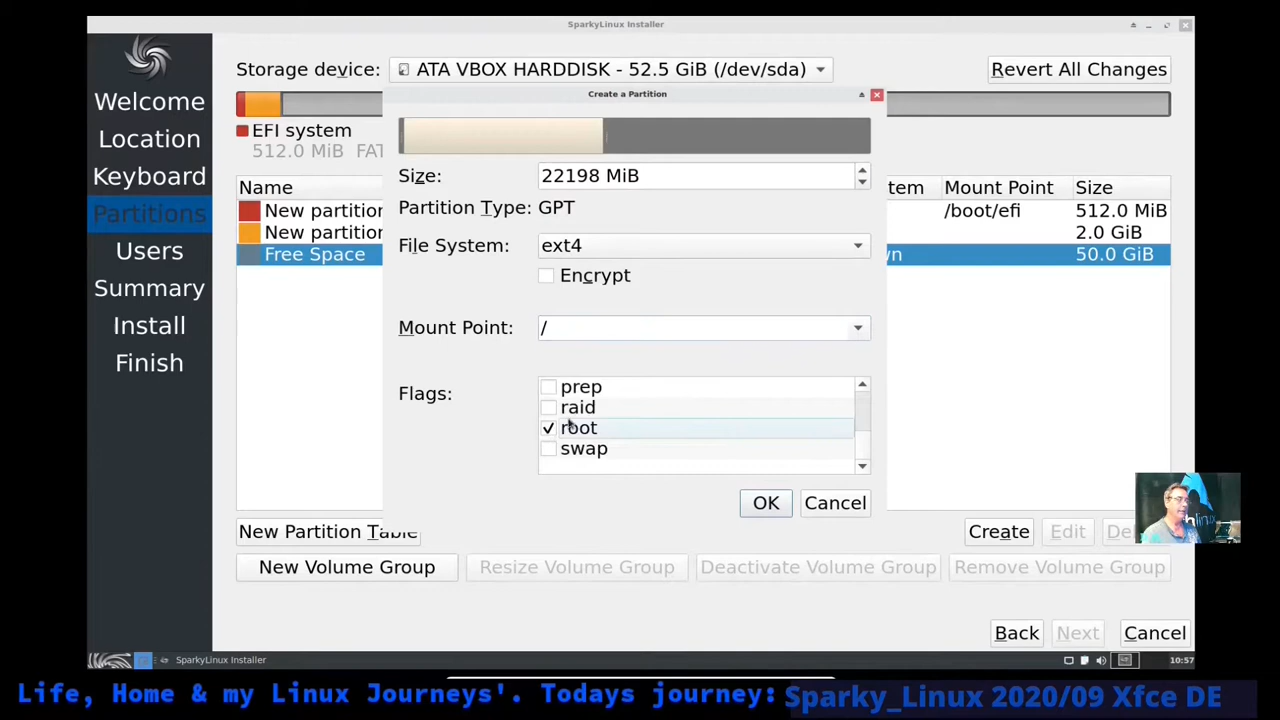 SparkyLinux Installer
Welcome
Location
Keyboard
Partitions
Users
Summary
Install
Finish
Storage device: ATA VBOX HARDDISK - 52.5 GiB (/dev/sda) Revert All Changes
EFI system
512.0 MiB FAT
Name Mount Point Size
New partition /boot/efi 512.0 MiB
New partition 2.0 GiB
Free Space 50.0 GiB
Create a Partition
Size: 22198 MiB
Partition Type: GPT
File System: ext4
Encrypt
Mount Point: /
Flags:
prep
raid
root
swap
OK Cancel
New Partition Table Create Edit
New Volume Group Resize Volume Group Deactivate Volume Group Remove Volume Group
Back Next Cancel
SparkyLinux Installer 10:57
Life, Home & my Linux Journeys'. Todays journey: Sparky_Linux 2020/09 Xfce DE